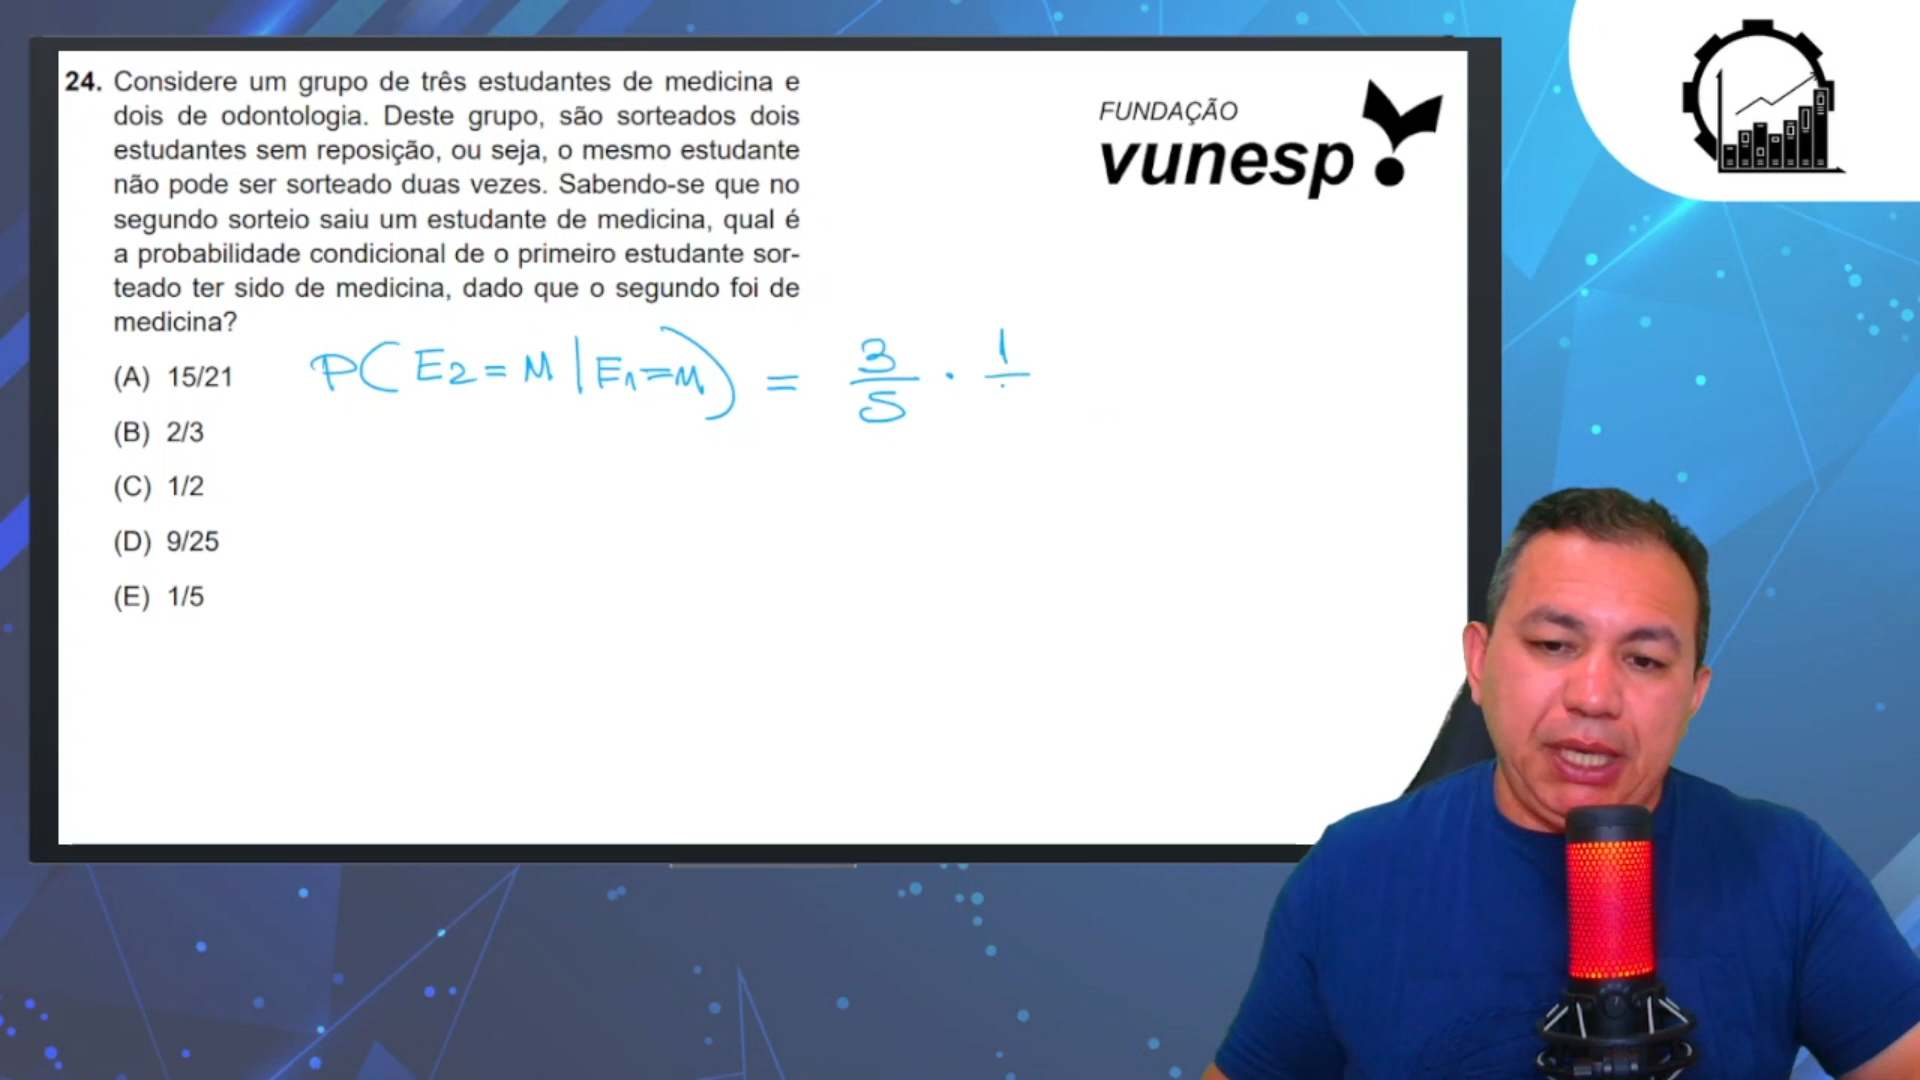 24. Considere um grupo de três estudantes de medicina e
dois de odontologia. Deste grupo, são sorteados dois
estudantes sem reposição, ou seja, o mesmo estudante
não pode ser sorteado duas vezes. Sabendo-se que no
segundo sorteio saiu um estudante de medicina, qual é
a probabilidade condicional de o primeiro estudante sor-
teado ter sido de medicina, dado que o segundo foi de
medicina?
(A) 15/21
(B) 2/3
(C) 1/2
(D) 9/25
(E) 1/5
P( E2 = M | E1 = M ) = 3/5 · 1
FUNDAÇÃO
vunesp